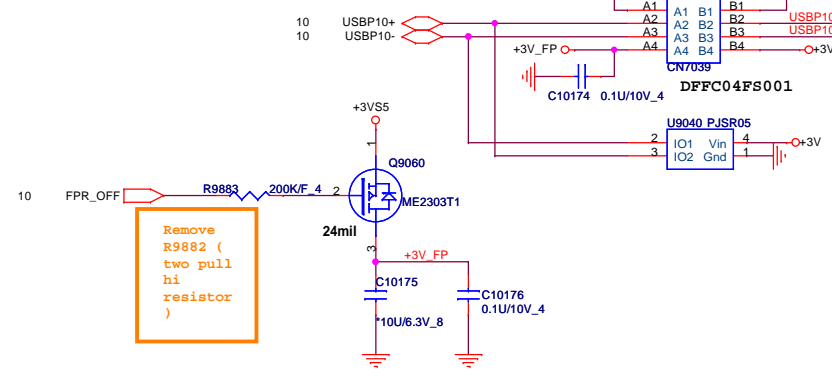 A1 A1 B1 B1
10 USBP10+ A2 A2 B2 B2 USBP10
10 USBP10- A3 A3 B3 B3 USBP10
+3V_FP A4 A4 B4 B4 +3V
CN7039
C10174 0.1U/10V_4 DFFC04FS001
+3VS5
U9040 PJSR05
1
2 IO1 Vin 4 +3V
3 IO2 Gnd 1
Q9060
10 FPR_OFF R9883 200K/F_4 2
ME2303T1
24mil
3
+3V_FP
Remove
R9882 (
two pull
hi
resistor
)
C10175
*10U/6.3V_8
C10176
0.1U/10V_4